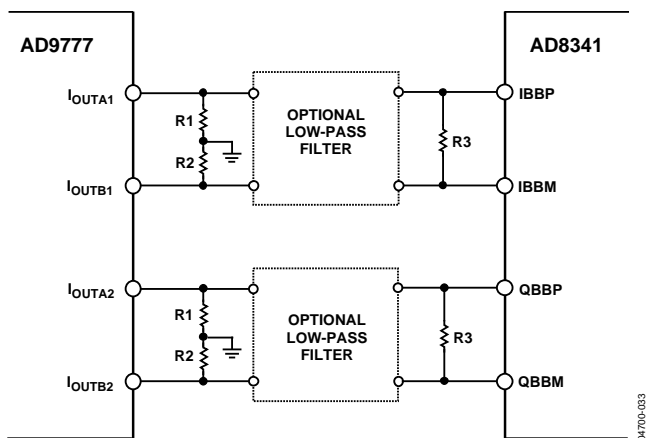 AD9777
AD8341
IOUTA1
IBBP
R1
OPTIONAL
LOW-PASS
FILTER
R3
R2
IOUTB1
IBBM
IOUTA2
QBBP
R1
OPTIONAL
LOW-PASS
FILTER
R3
R2
IOUTB2
QBBM
04700-033